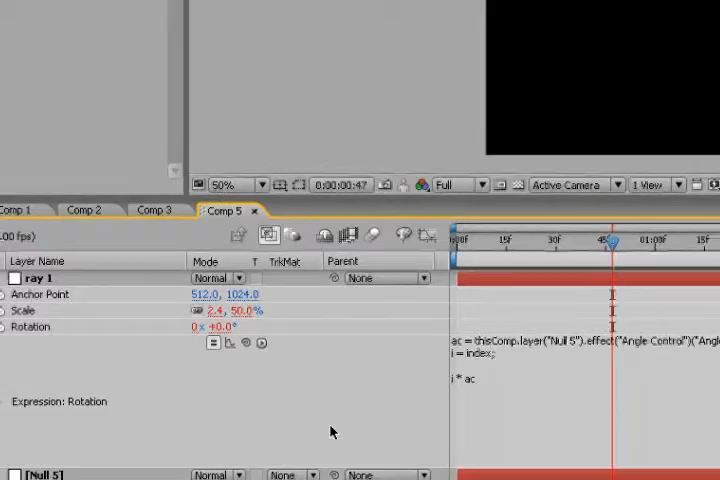 50% 0:00:00:47 Full Active Camera 1 View
Comp 1 Comp 2 Comp 3 Comp 5 ×
00 fps)
:00f 15f 30f 45 01:00f 15f
Layer Name Mode T TrkMat Parent
ray 1 Normal None
Anchor Point 512.0, 1024.0
Scale 2.4, 50.0%
Rotation 0 x +0.0°
ac = thisComp.layer("Null 5").effect("Angle Control")("Angl
i = index;
i * ac
Expression: Rotation
[Null 5] Normal None None